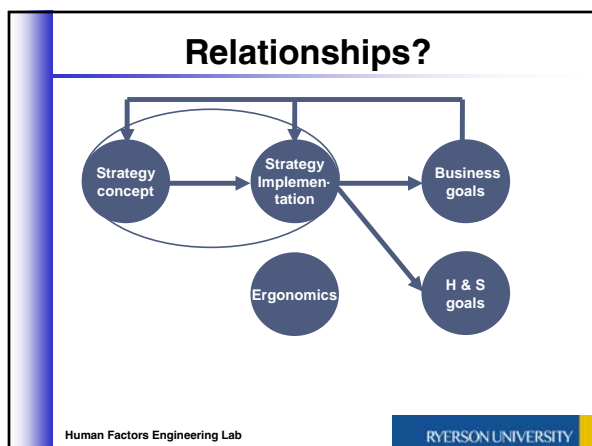 Relationships?
Strategy
concept
Strategy
Implemen-
tation
Business
goals
Ergonomics
H & S
goals
Human Factors Engineering Lab
RYERSON UNIVERSITY